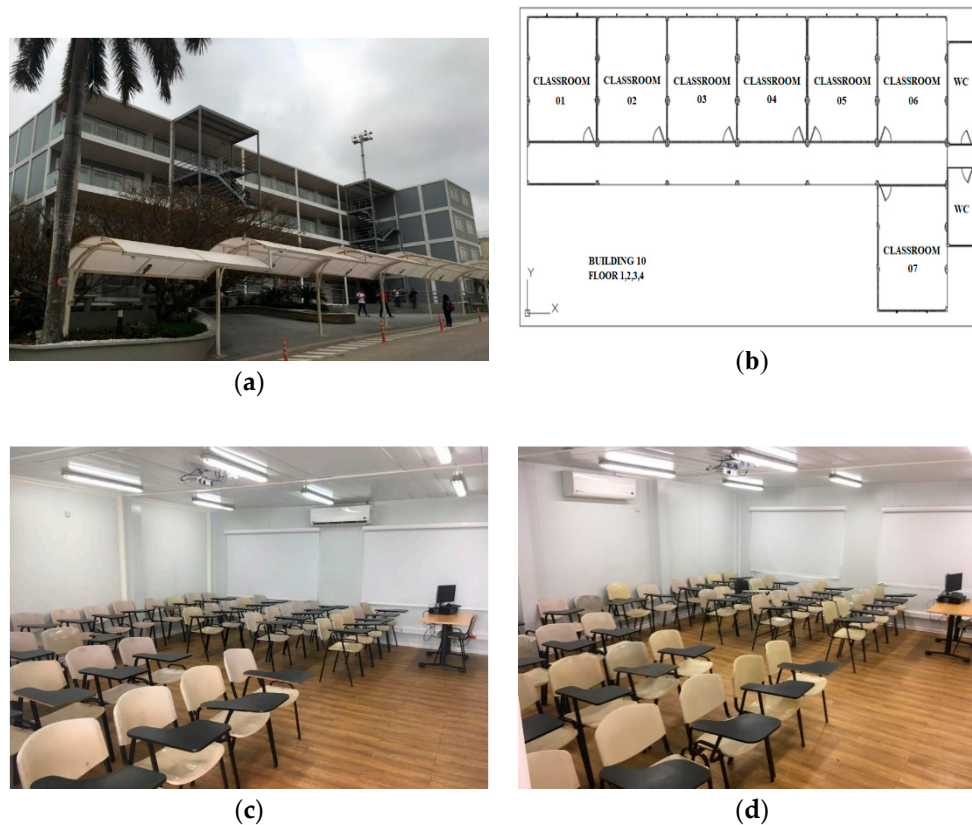 CLASSROOM
01
CLASSROOM
02
CLASSROOM
03
CLASSROOM
04
CLASSROOM
05
CLASSROOM
06
WC
WC
CLASSROOM
07
BUILDING 10
FLOOR 1,2,3,4
Y
X
(a)
(b)
(c)
(d)